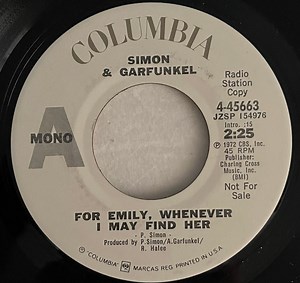 COLUMBIA
SIMON
& GARFUNKEL
Radio
Station
Copy
A
MONO
4-45663
JZSP 154976
Intro. :15
2:25
℗ 1972 CBS, Inc.
45 RPM
Publisher:
Charing Cross
Music, Inc.
(BMI)
Not For
Sale
FOR EMILY, WHENEVER
I MAY FIND HER
- P. Simon -
Produced by P.Simon/A.Garfunkel/
R. Halee
"COLUMBIA" MARCAS REG. PRINTED IN U.S.A.